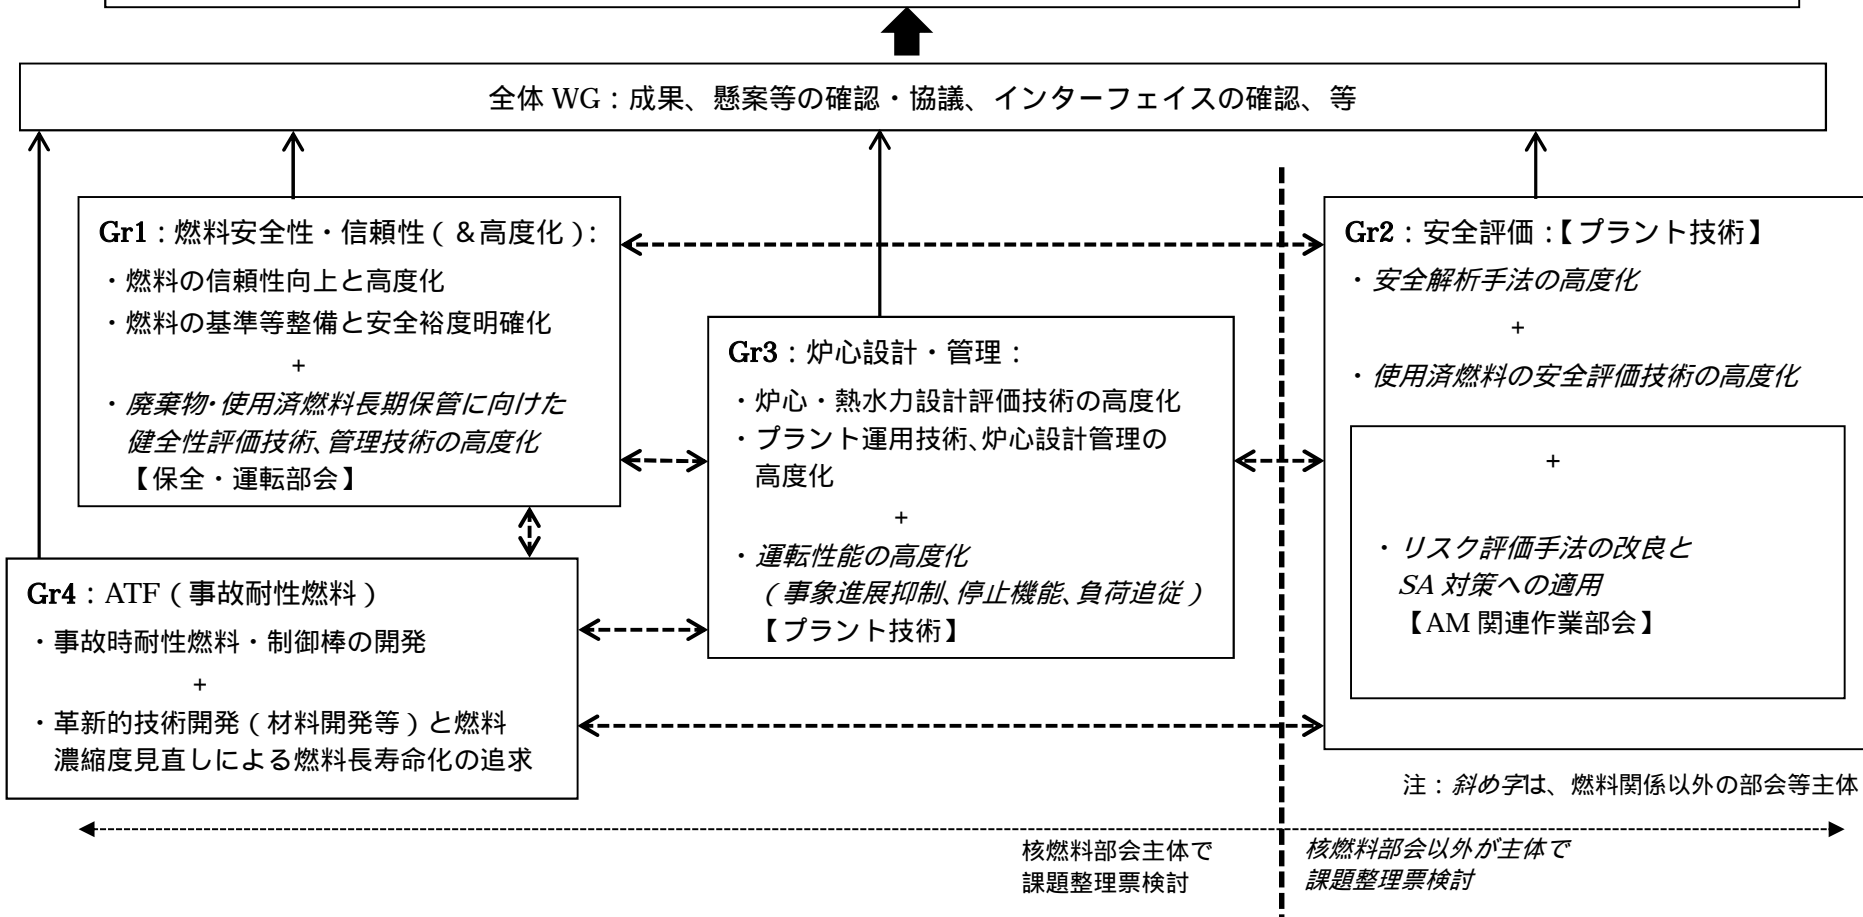 全体 WG：成果、懸案等の確認・協議、インターフェイスの確認、等
Gr1：燃料安全性・信頼性（＆高度化）：
・燃料の信頼性向上と高度化
・燃料の基準等整備と安全裕度明確化
+
・廃棄物・使用済燃料長期保管に向けた
健全性評価技術、管理技術の高度化
【保全・運転部会】
Gr2：安全評価：【プラント技術】
・安全解析手法の高度化
+
・使用済燃料の安全評価技術の高度化
+
・リスク評価手法の改良と
SA 対策への適用
【AM 関連作業部会】
Gr3：炉心設計・管理：
・炉心・熱水力設計評価技術の高度化
・プラント運用技術、炉心設計管理の
高度化
+
・運転性能の高度化
（事象進展抑制、停止機能、負荷追従）
【プラント技術】
Gr4：ATF（事故耐性燃料）
・事故時耐性燃料・制御棒の開発
+
・革新的技術開発（材料開発等）と燃料
濃縮度見直しによる燃料長寿命化の追求
注：斜め字は、燃料関係以外の部会等主体
核燃料部会主体で
課題整理票検討
核燃料部会以外が主体で
課題整理票検討